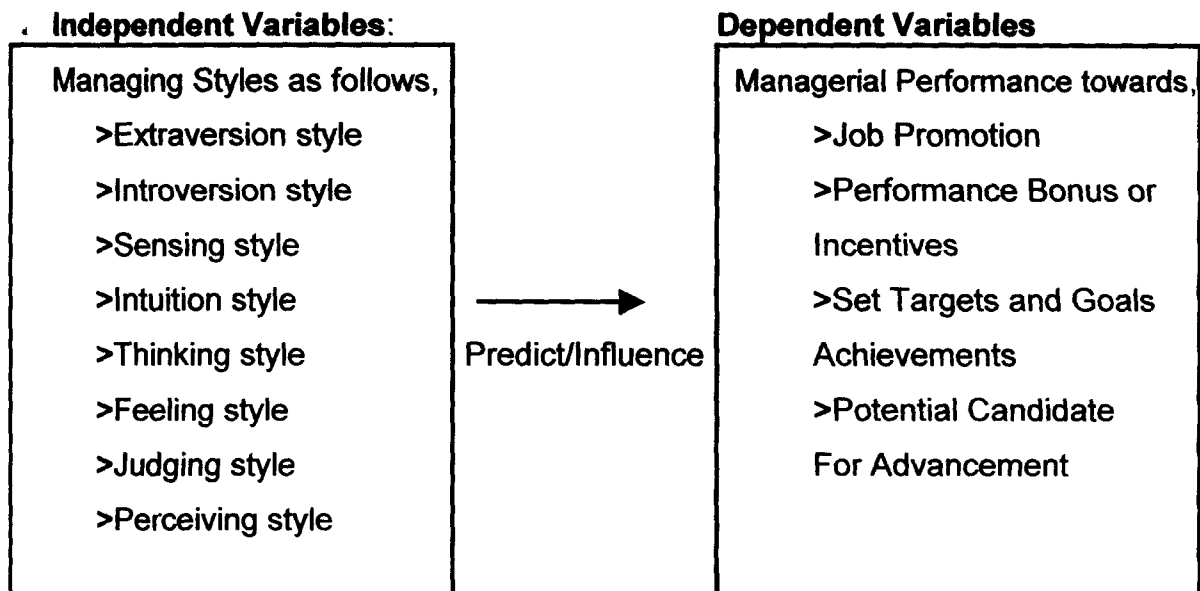 Independent Variables:
Managing Styles as follows,
>Extraversion style
>Introversion style
>Sensing style
>Intuition style
>Thinking style
>Feeling style
>Judging style
>Perceiving style
Predict/Influence
Dependent Variables
Managerial Performance towards,
>Job Promotion
>Performance Bonus or
Incentives
>Set Targets and Goals
Achievements
>Potential Candidate
For Advancement